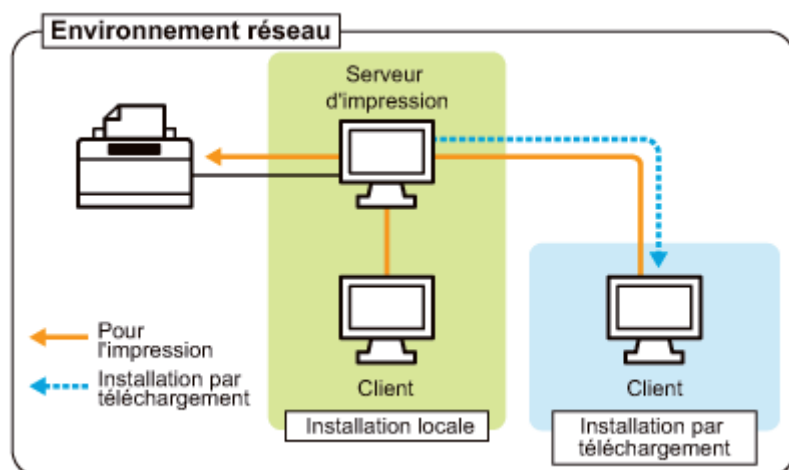 Environnement réseau
Serveur
d'impression
Pour
l'impression
Installation par
téléchargement
Client
Installation locale
Client
Installation par
téléchargement